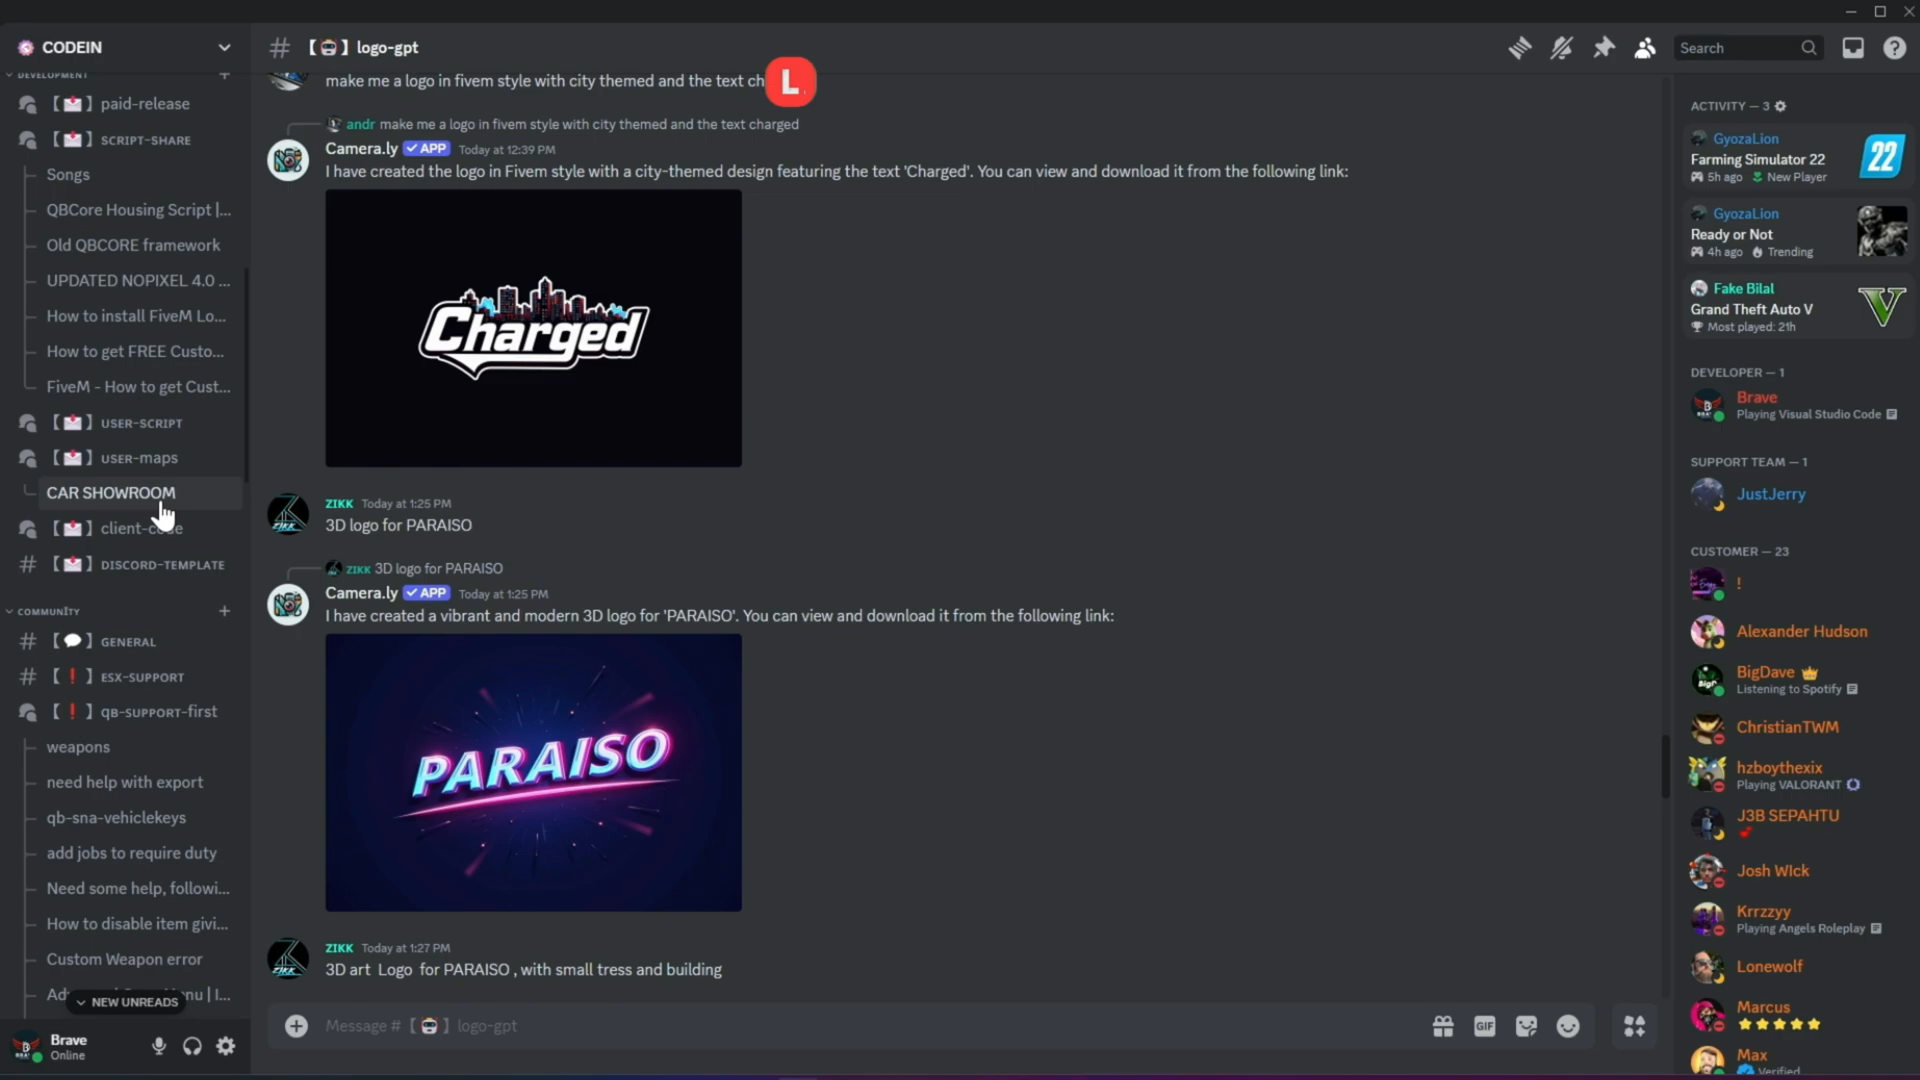 CODEIN
DEVELOPMENT
【📩】paid-release
【📩】SCRIPT-SHARE
Songs
QBCore Housing Script |...
Old QBCORE framework
UPDATED NOPIXEL 4.0 ...
How to install FiveM Lo...
How to get FREE Custo...
FiveM - How to get Cust...
【📩】USER-SCRIPT
【📩】USER-MAPS
CAR SHOWROOM
【📩】client-code
【📩】DISCORD-TEMPLATE
COMMUNİTY
【💬】GENERAL
【❗】ESX-SUPPORT
【❗】QB-SUPPORT-first
weapons
need help with export
qb-sna-vehiclekeys
add jobs to require duty
Need some help, followi...
How to disable item givi...
Custom Weapon error
NEW UNREADS
Brave
Online
【🤖】logo-gpt
make me a logo in fivem style with city themed and the text ch
L
andr make me a logo in fivem style with city themed and the text charged
Camera.ly ✓ APP Today at 12:39 PM
I have created the logo in Fivem style with a city-themed design featuring the text 'Charged'. You can view and download it from the following link:
Charged
ZIKK Today at 1:25 PM
3D logo for PARAISO
ZIKK 3D logo for PARAISO
Camera.ly ✓ APP Today at 1:25 PM
I have created a vibrant and modern 3D logo for 'PARAISO'. You can view and download it from the following link:
PARAISO
ZIKK Today at 1:27 PM
3D art Logo for PARAISO , with small tress and building
Message #【🤖】logo-gpt
GIF
Search
ACTIVITY — 3
GyozaLion
Farming Simulator 22
5h ago New Player
22
GyozaLion
Ready or Not
4h ago Trending
Fake Bilal
Grand Theft Auto V
Most played: 21h
V
DEVELOPER — 1
Brave
Playing Visual Studio Code
SUPPORT TEAM — 1
JustJerry
CUSTOMER — 23
!
Alexander Hudson
BigDave 👑
Listening to Spotify
ChristianTWM
hzboythexix
Playing VALORANT
J3B SEPAHTU
Josh WIck
Krrzzyy
Playing Angels Roleplay
Lonewolf
Marcus
⭐⭐⭐⭐⭐
Max
Verified